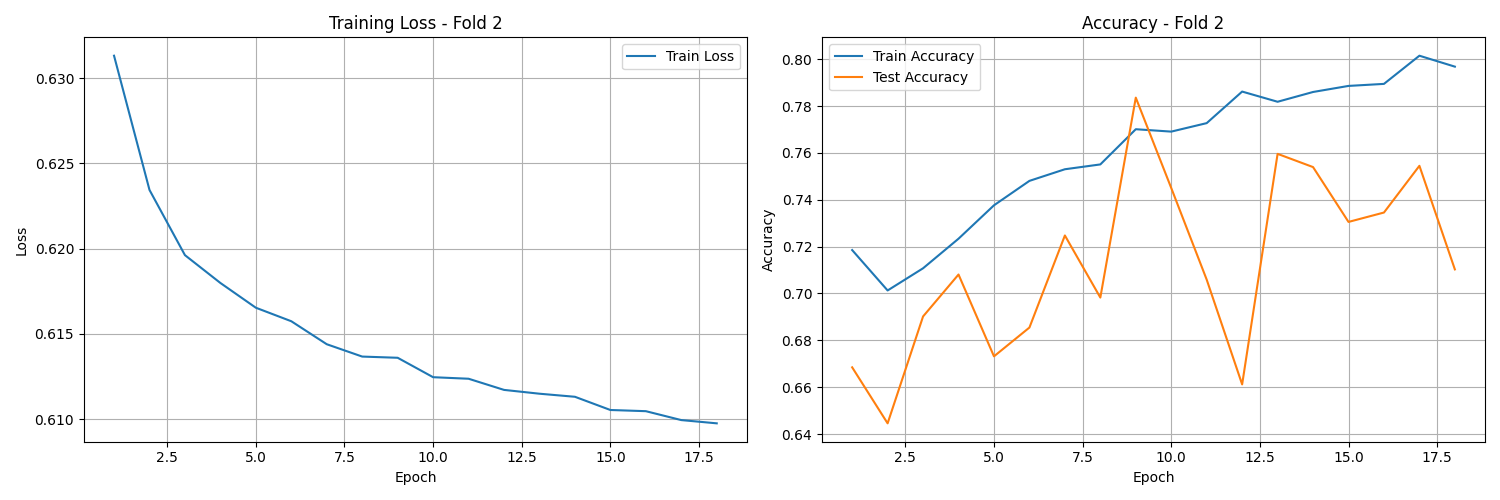 Training Loss - Fold 2
Train Loss
0.630
0.625
0.620
0.615
0.610
Loss
2.5 5.0 7.5 10.0 12.5 15.0 17.5
Epoch
Accuracy - Fold 2
Train Accuracy
Test Accuracy
0.80
0.78
0.76
0.74
0.72
0.70
0.68
0.66
0.64
Accuracy
2.5 5.0 7.5 10.0 12.5 15.0 17.5
Epoch